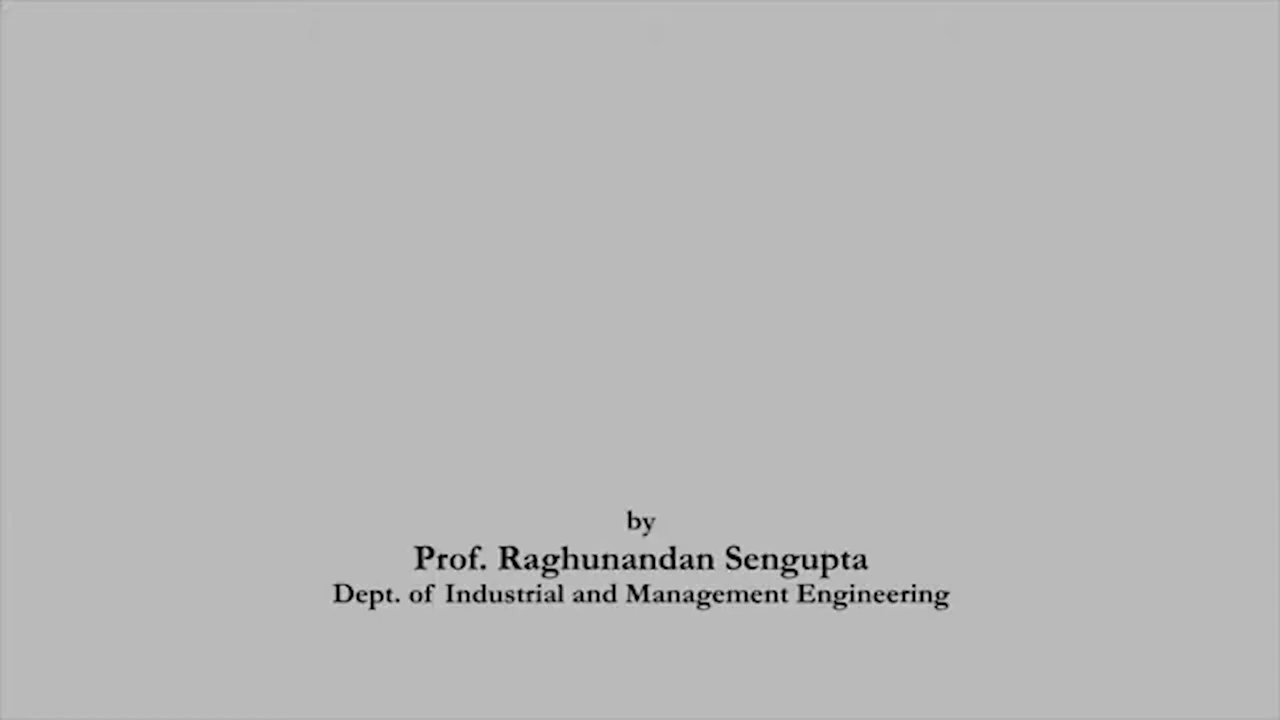 by
Prof. Raghunandan Sengupta
Dept. of Industrial and Management Engineering